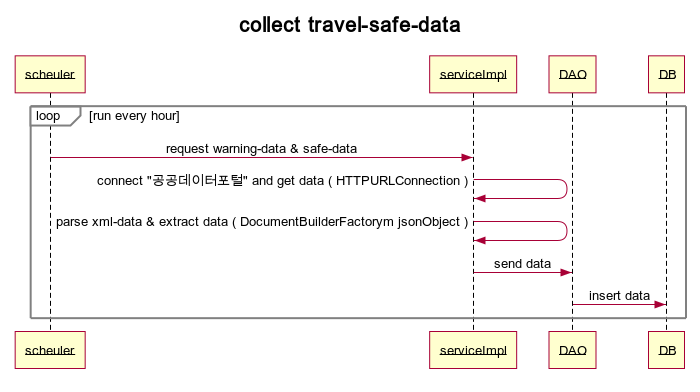 collect travel-safe-data
scheuler serviceImpl DAO DB
loop [run every hour]
request warning-data & safe-data
connect "공공데이터포털" and get data ( HTTPURLConnection )
parse xml-data & extract data ( DocumentBuilderFactorym jsonObject )
send data
insert data
scheuler serviceImpl DAO DB